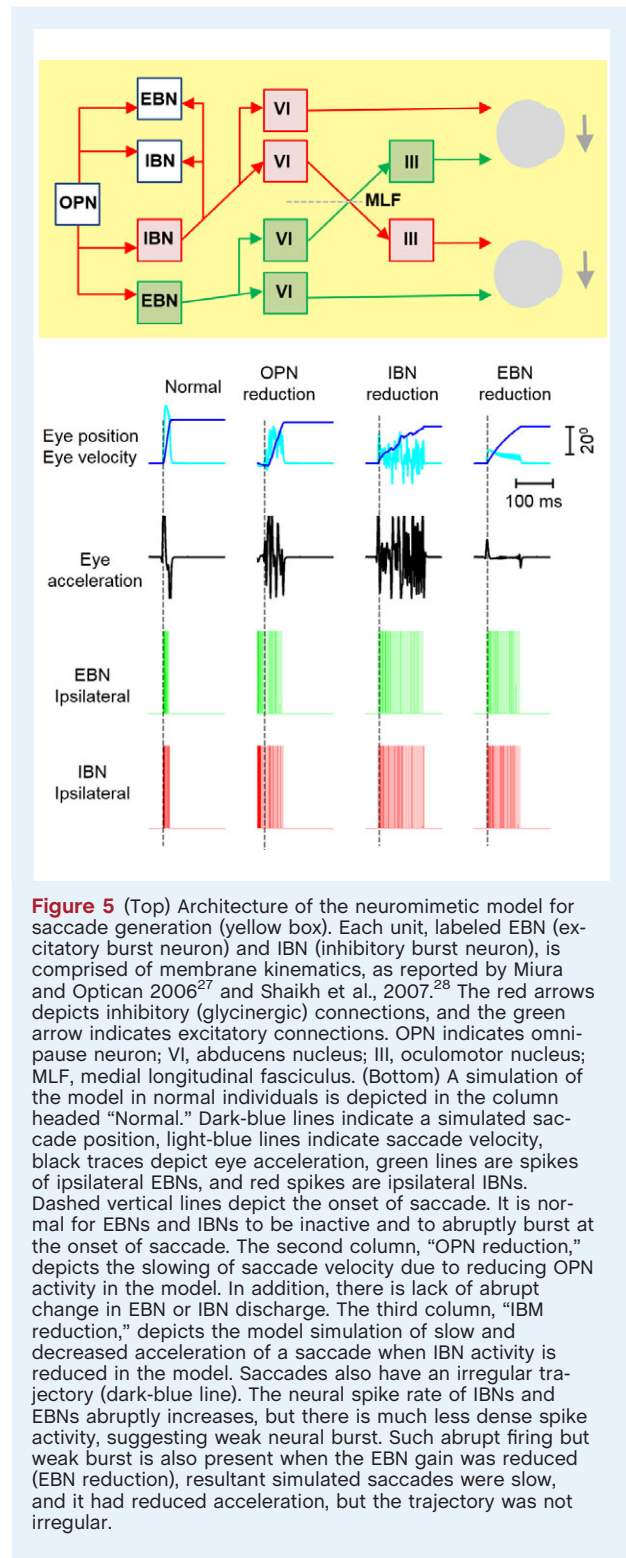 EBN
VI
IBN
VI
III
OPN
MLF
IBN
VI
III
EBN
VI
Normal
OPN
reduction
IBN
reduction
EBN
reduction
Eye position
Eye velocity
20⁰
100 ms
Eye
acceleration
EBN
Ipsilateral
IBN
Ipsilateral
Figure 5 (Top) Architecture of the neuromimetic model for
saccade generation (yellow box). Each unit, labeled EBN (ex-
citatory burst neuron) and IBN (inhibitory burst neuron), is
comprised of membrane kinematics, as reported by Miura
and Optican 2006²⁷ and Shaikh et al., 2007.²⁸ The red arrows
depicts inhibitory (glycinergic) connections, and the green
arrow indicates excitatory connections. OPN indicates omni-
pause neuron; VI, abducens nucleus; III, oculomotor nucleus;
MLF, medial longitudinal fasciculus. (Bottom) A simulation of
the model in normal individuals is depicted in the column
headed “Normal.” Dark-blue lines indicate a simulated sac-
cade position, light-blue lines indicate saccade velocity,
black traces depict eye acceleration, green lines are spikes
of ipsilateral EBNs, and red spikes are ipsilateral IBNs.
Dashed vertical lines depict the onset of saccade. It is nor-
mal for EBNs and IBNs to be inactive and to abruptly burst at
the onset of saccade. The second column, “OPN reduction,”
depicts the slowing of saccade velocity due to reducing OPN
activity in the model. In addition, there is lack of abrupt
change in EBN or IBN discharge. The third column, “IBM
reduction,” depicts the model simulation of slow and
decreased acceleration of a saccade when IBN activity is
reduced in the model. Saccades also have an irregular tra-
jectory (dark-blue line). The neural spike rate of IBNs and
EBNs abruptly increases, but there is much less dense spike
activity, suggesting weak neural burst. Such abrupt firing but
weak burst is also present when the EBN gain was reduced
(EBN reduction), resultant simulated saccades were slow,
and it had reduced acceleration, but the trajectory was not
irregular.